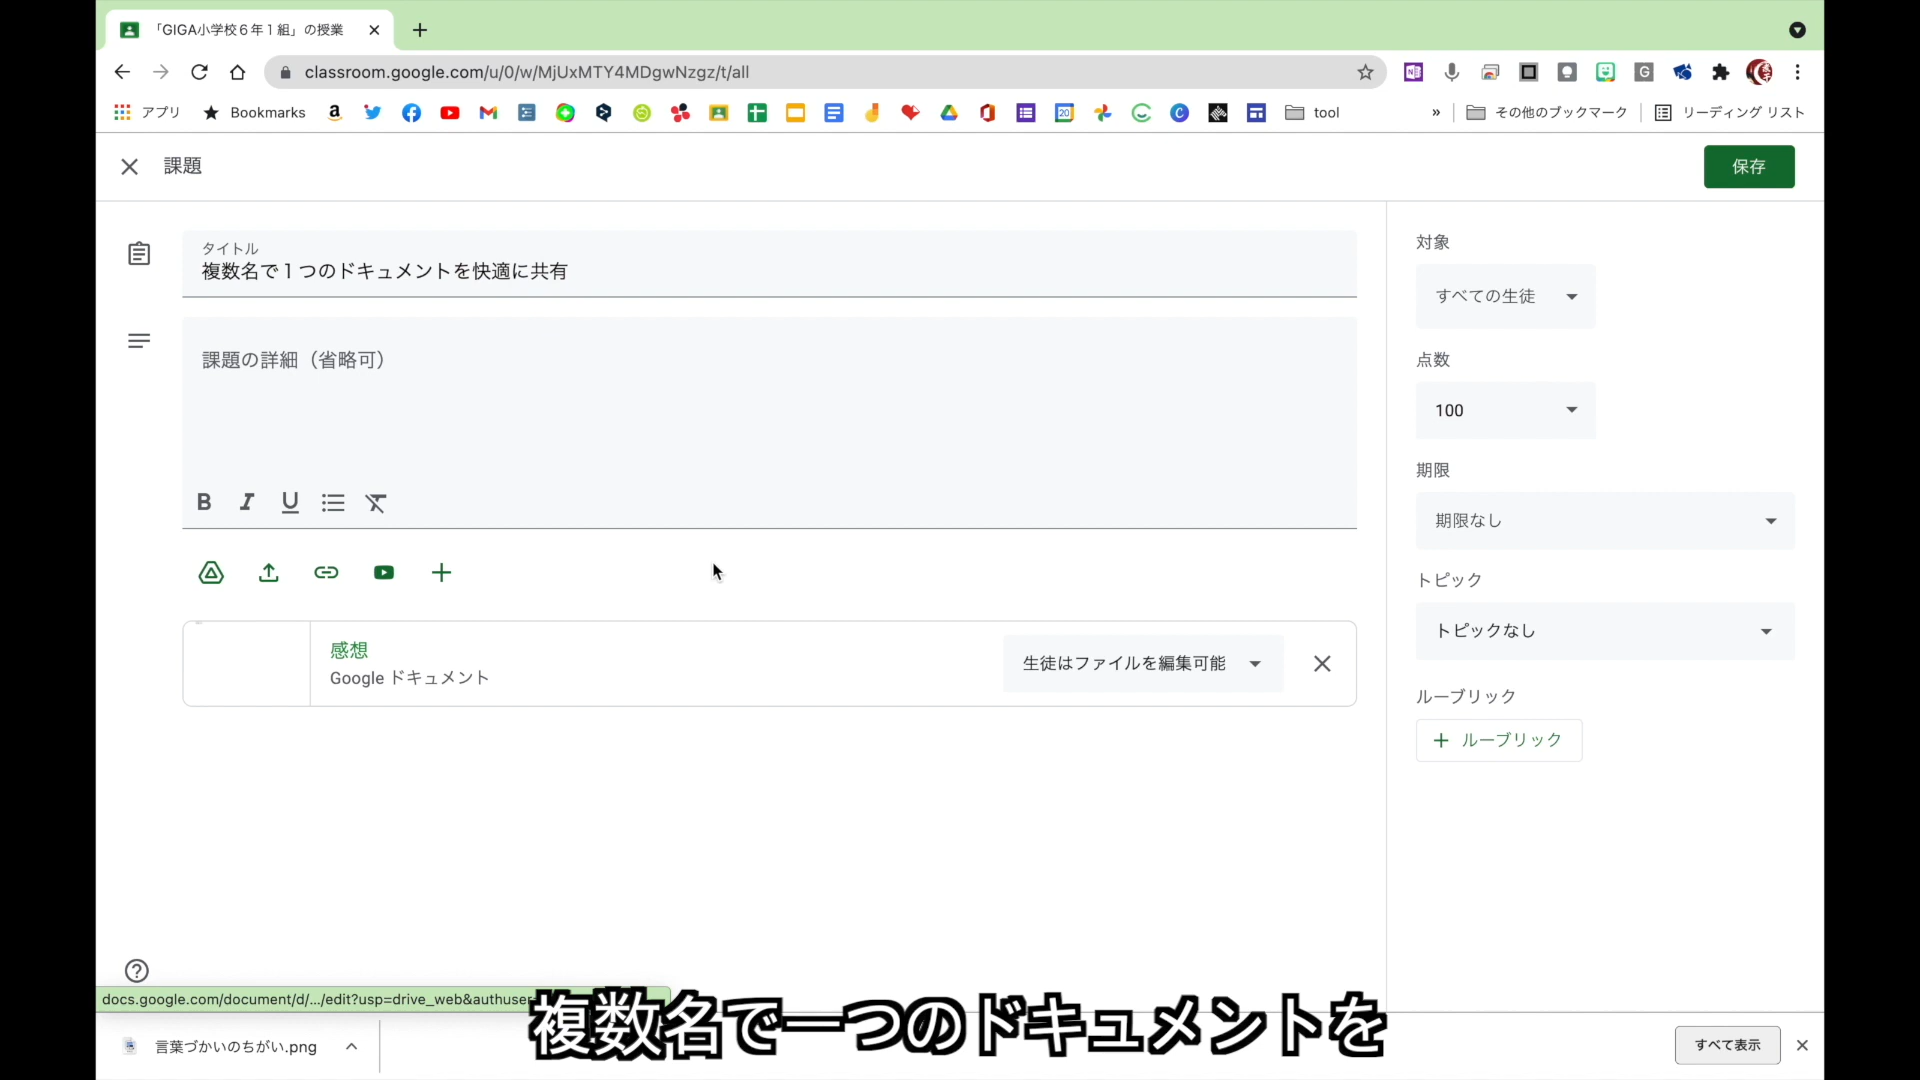 「GIGA小学校６年１組」の授業
classroom.google.com/u/0/w/MjUxMTY4MDgwNzgz/t/all
アプリ
Bookmarks
tool
»
その他のブックマーク
リーディング リスト
課題
保存
タイトル
複数名で１つのドキュメントを快適に共有
課題の詳細（省略可）
B I U
感想
Google ドキュメント
生徒はファイルを編集可能
対象
すべての生徒
点数
100
期限
期限なし
トピック
トピックなし
ルーブリック
+ ルーブリック
docs.google.com/document/d/.../edit?usp=drive_web&authuser
言葉づかいのちがい.png
すべて表示
複数名で一つのドキュメントを